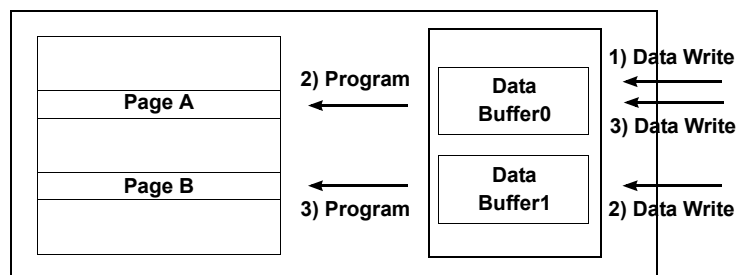 1) Data Write
2) Program
Data
Buffer0
Page A
3) Data Write
Page B
3) Program
Data
Buffer1
2) Data Write